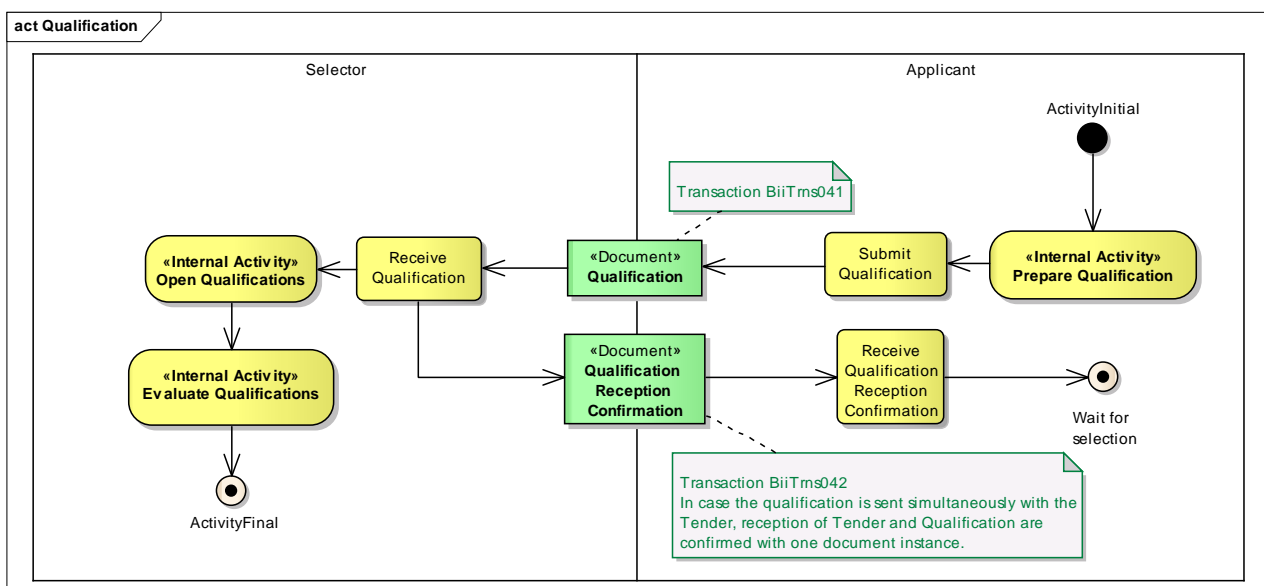 act Qualification
Selector
Applicant
ActivityInitial
Transaction BiiTrns041
«Internal Activity»
Open Qualifications
Receive
Qualification
«Document»
Qualification
Submit
Qualification
«Internal Activity»
Prepare Qualification
«Internal Activity»
Evaluate Qualifications
«Document»
Qualification
Reception
Confirmation
Receive
Qualification
Reception
Confirmation
Wait for
selection
ActivityFinal
Transaction BiiTrns042
In case the qualification is sent simultaneously with the
Tender, reception of Tender and Qualification are
confirmed with one document instance.